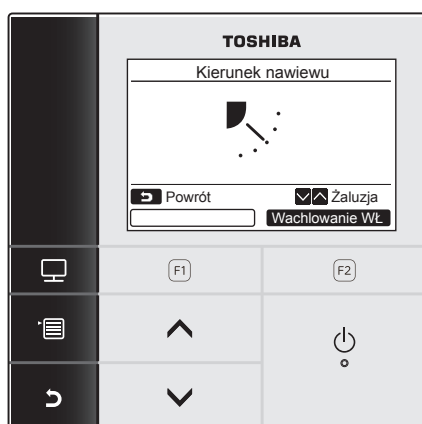 TOSHIBA
Kierunek nawiewu
Powrót Żaluzja
Wachlowanie WŁ
F1 F2